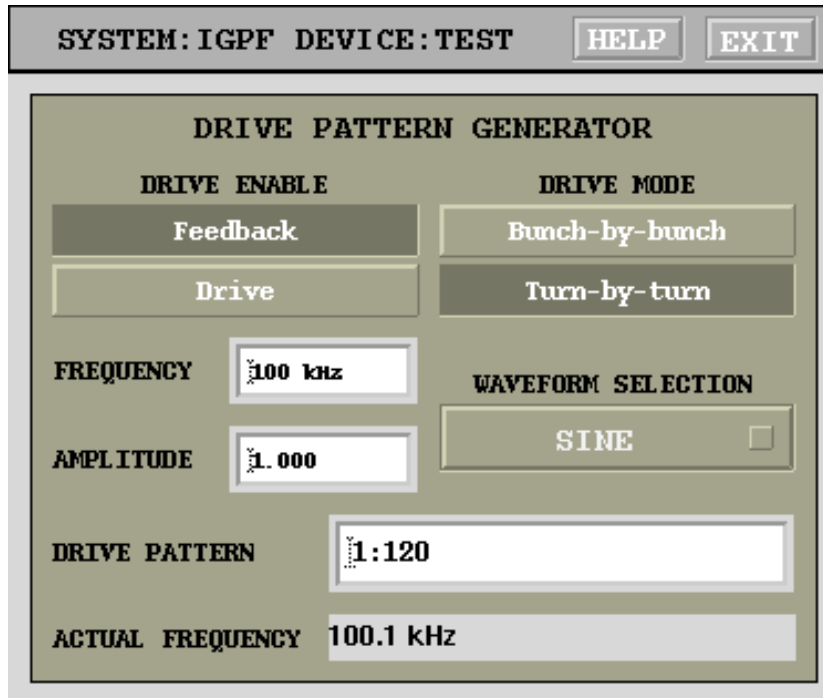 SYSTEM:IGPF DEVICE:TEST HELP EXIT
DRIVE PATTERN GENERATOR
DRIVE ENABLE DRIVE MODE
Feedback Bunch-by-bunch
Drive Turn-by-turn
FREQUENCY 100 kHz
WAVEFORM SELECTION
SINE
AMPLITUDE 1.000
DRIVE PATTERN 1:120
ACTUAL FREQUENCY 100.1 kHz